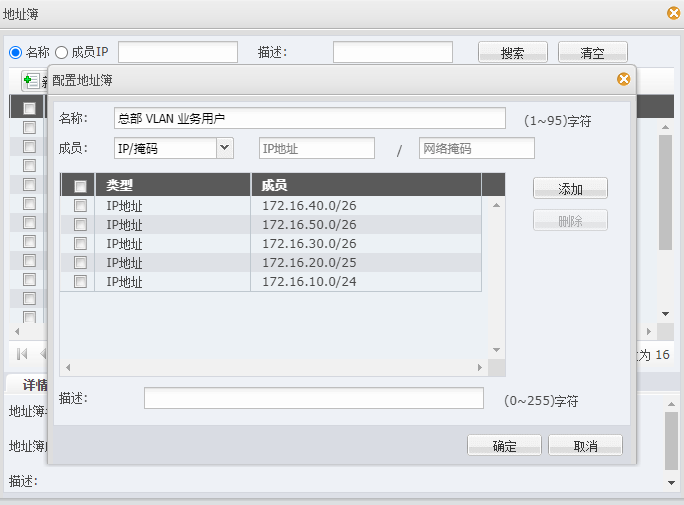 地址簿
名称 成员IP 描述: 搜索 清空
配置地址簿
名称: 总部 VLAN 业务用户 (1~95)字符
成员: IP/掩码 IP地址 / 网络掩码
类型 成员 添加
IP地址 172.16.40.0/26
IP地址 172.16.50.0/26 删除
IP地址 172.16.30.0/26
IP地址 172.16.20.0/25
IP地址 172.16.10.0/24
为 16
详情
描述: (0~255)字符
地址簿
确定 取消
地址簿
描述: